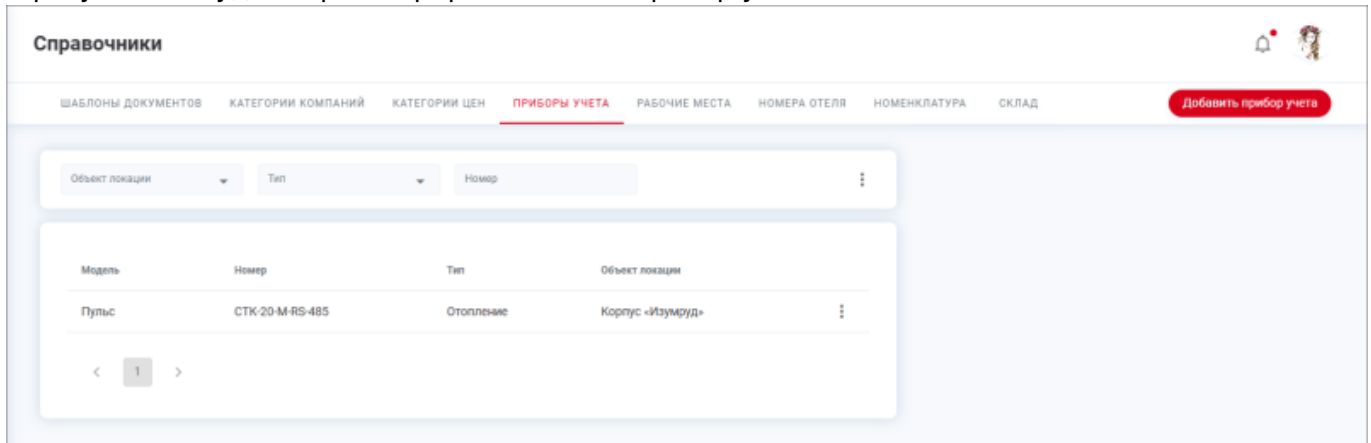 Справочники
ШАБЛОНЫ ДОКУМЕНТОВ КАТЕГОРИИ КОМПАНИЙ КАТЕГОРИИ ЦЕН ПРИБОРЫ УЧЕТА РАБОЧИЕ МЕСТА НОМЕРА ОТЕЛЯ НОМЕНКЛАТУРА СКЛАД Добавить прибор учета
Объект локации Тип Номер
Модель Номер Тип Объект локации
Пульс СТК-20-M-RS-485 Отопление Корпус «Изумруд»
< 1 >